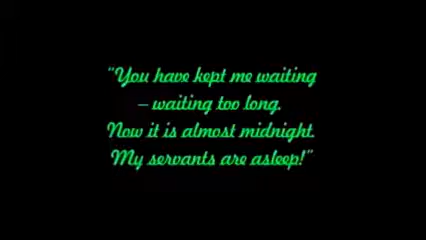 "You have kept me waiting
– waiting too long.
Now it is almost midnight.
My servants are asleep!"